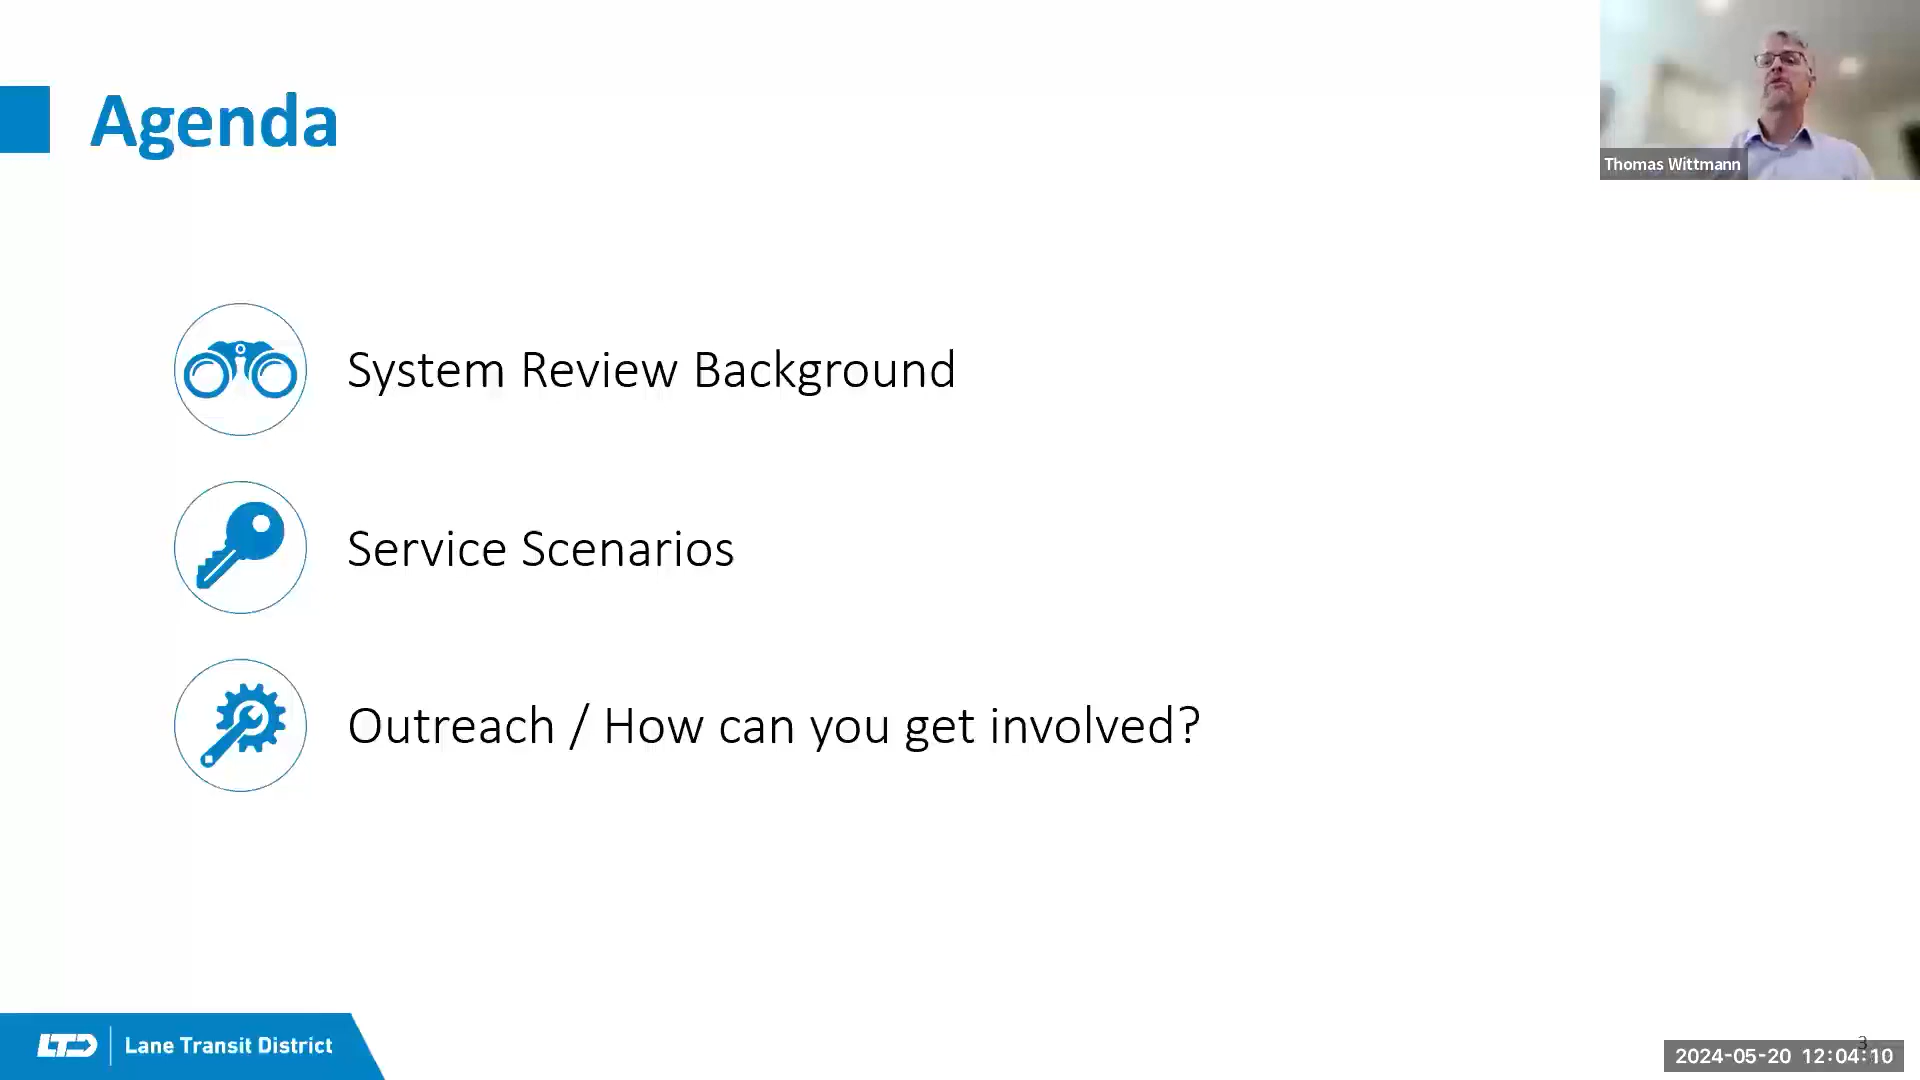 Agenda
Thomas Wittmann
System Review Background
Service Scenarios
Outreach / How can you get involved?
LTD
Lane Transit District
3
2024-05-20 12:04:10